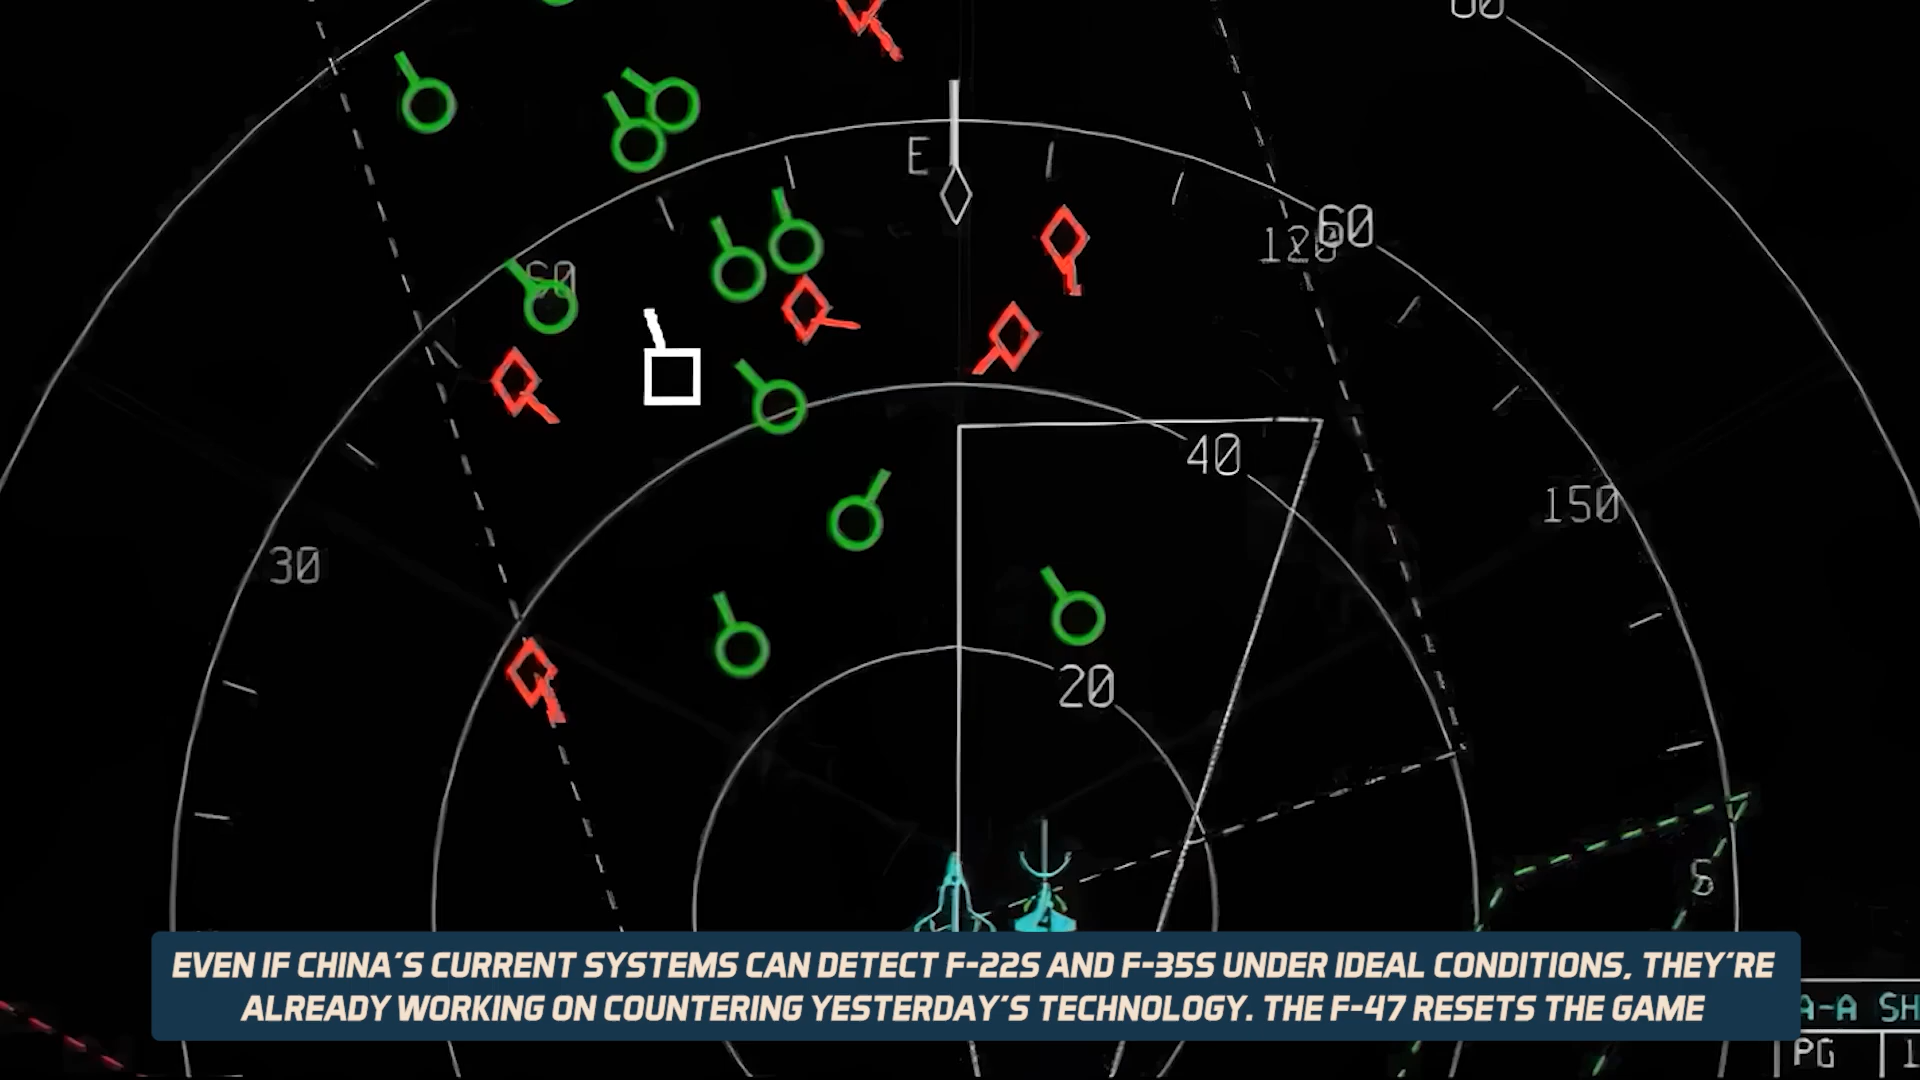 E
120
60
60
40
150
30
20
S
EVEN IF CHINA'S CURRENT SYSTEMS CAN DETECT F-22S AND F-35S UNDER IDEAL CONDITIONS, THEY'RE
ALREADY WORKING ON COUNTERING YESTERDAY'S TECHNOLOGY. THE F-47 RESETS THE GAME
A-A SH
PG 1